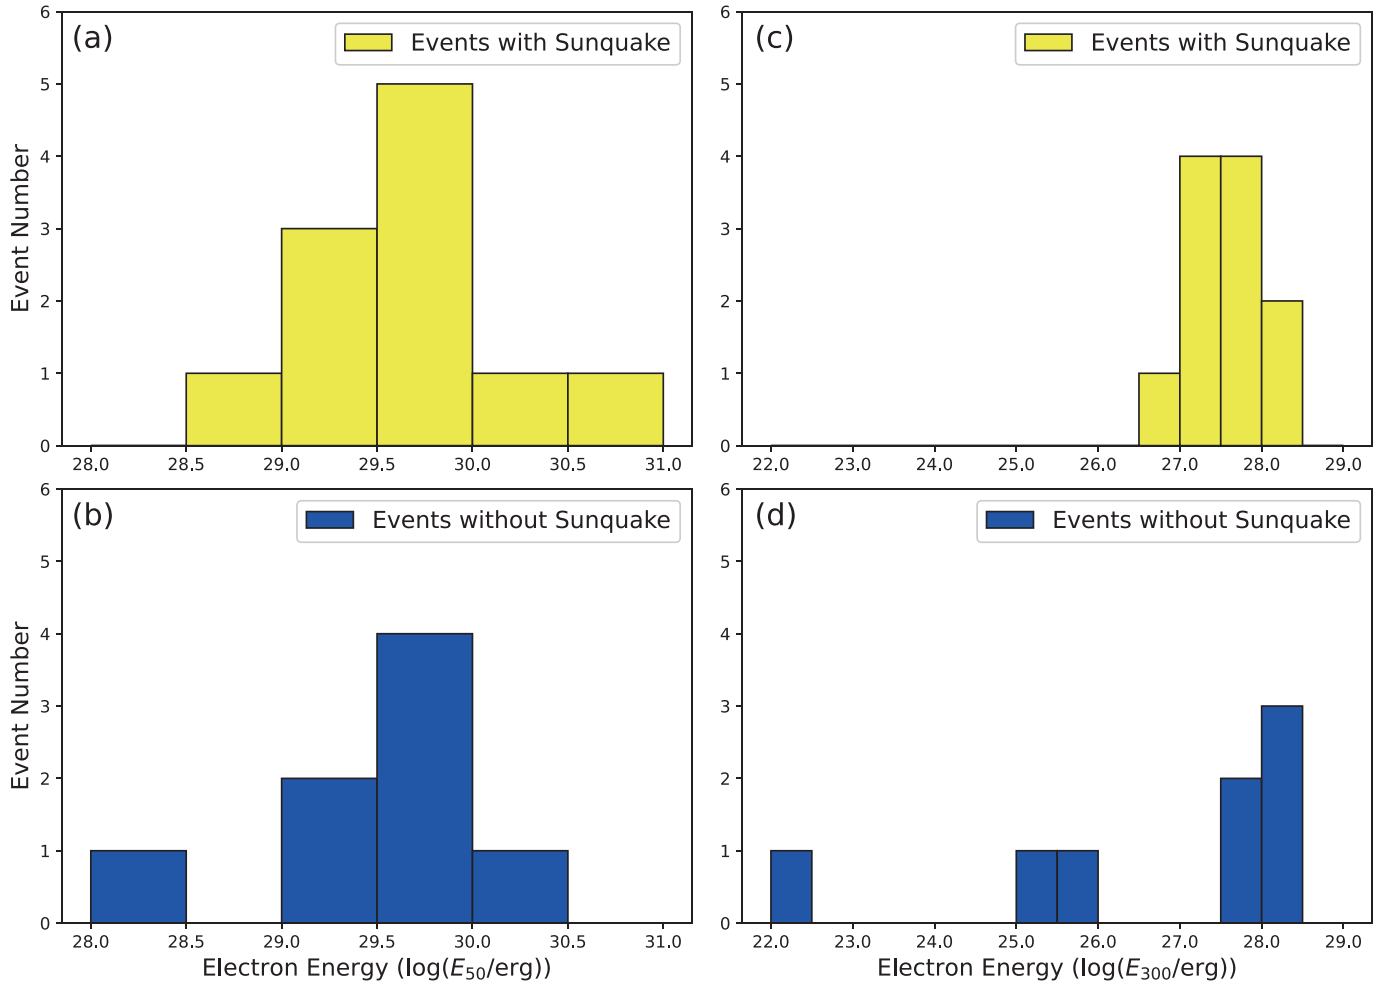 (a)
Events with Sunquake
6
5
4
3
2
1
0
Event Number
28.0 28.5 29.0 29.5 30.0 30.5 31.0
(c)
Events with Sunquake
6
5
4
3
2
1
0
22.0 23.0 24.0 25.0 26.0 27.0 28.0 29.0
(b)
Events without Sunquake
6
5
4
3
2
1
0
Event Number
28.0 28.5 29.0 29.5 30.0 30.5 31.0
Electron Energy (log(E50/erg))
(d)
Events without Sunquake
6
5
4
3
2
1
0
22.0 23.0 24.0 25.0 26.0 27.0 28.0 29.0
Electron Energy (log(E300/erg))